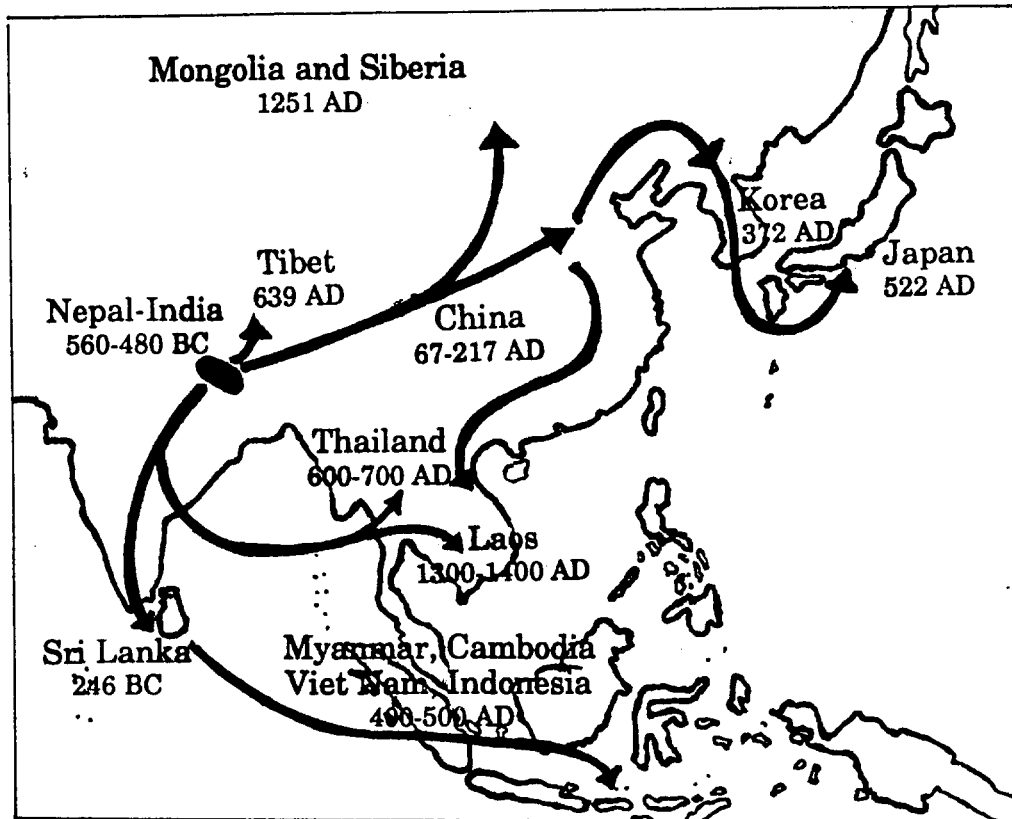 Mongolia and Siberia
1251 AD
Korea
372 AD
Japan
522 AD
Tibet
639 AD
Nepal-India
560-480 BC
China
67-217 AD
Thailand
600-700 AD
Laos
1300-1400 AD
Sri Lanka
246 BC
Myanmar, Cambodia
Viet Nam, Indonesia
400-500 AD